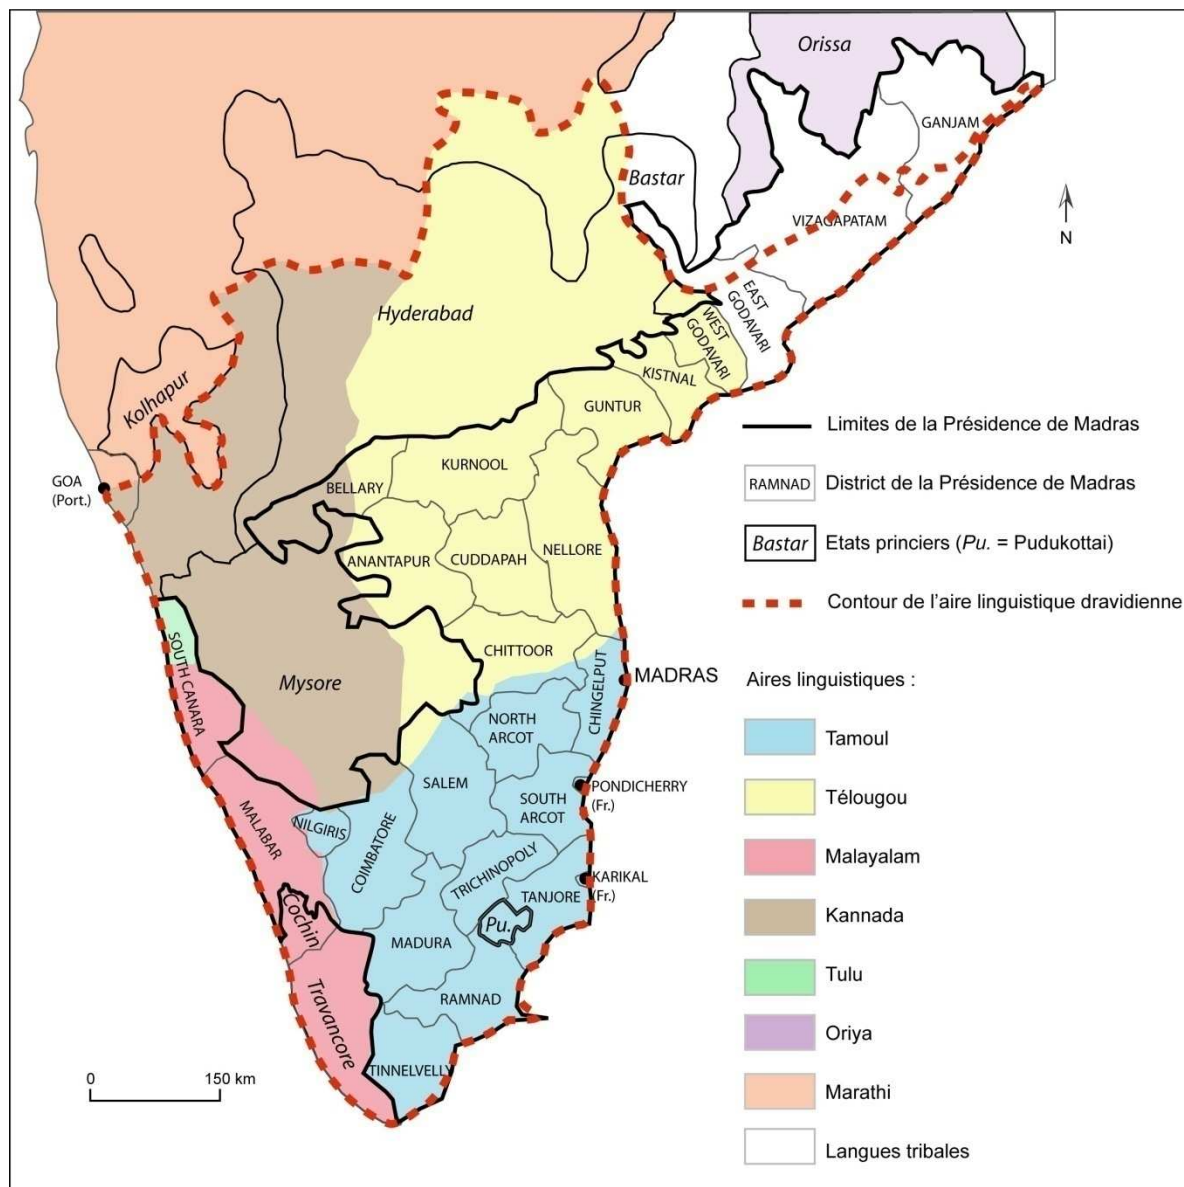 Orissa
GANJAM
Bastar
VIZAGAPATAM
N
EAST
GODAVARI
WEST
GODAVARI
Hyderabad
KISTNAL
Kolhapur
GUNTUR
GOA
(Port.)
KURNOOL
BELLARY
ANANTAPUR
CUDDAPAH
NELLORE
SOUTH CANARA
CHITTOOR
CHINGELPUT
MADRAS
Mysore
NORTH
ARCOT
SALEM
PONDICHERRY
(Fr.)
SOUTH
ARCOT
MALABAR
NILGIRIS
COIMBATORE
TRICHINOPOLY
KARIKAL
(Fr.)
TANJORE
Cochin
Pu.
MADURA
Travancore
RAMNAD
TINNELVELLY
0
150 km
Limites de la Présidence de Madras
RAMNAD
District de la Présidence de Madras
Bastar
Etats princiers (Pu. = Pudukottai)
Contour de l'aire linguistique dravidienne
Aires linguistiques :
Tamoul
Télougou
Malayalam
Kannada
Tulu
Oriya
Marathi
Langues tribales